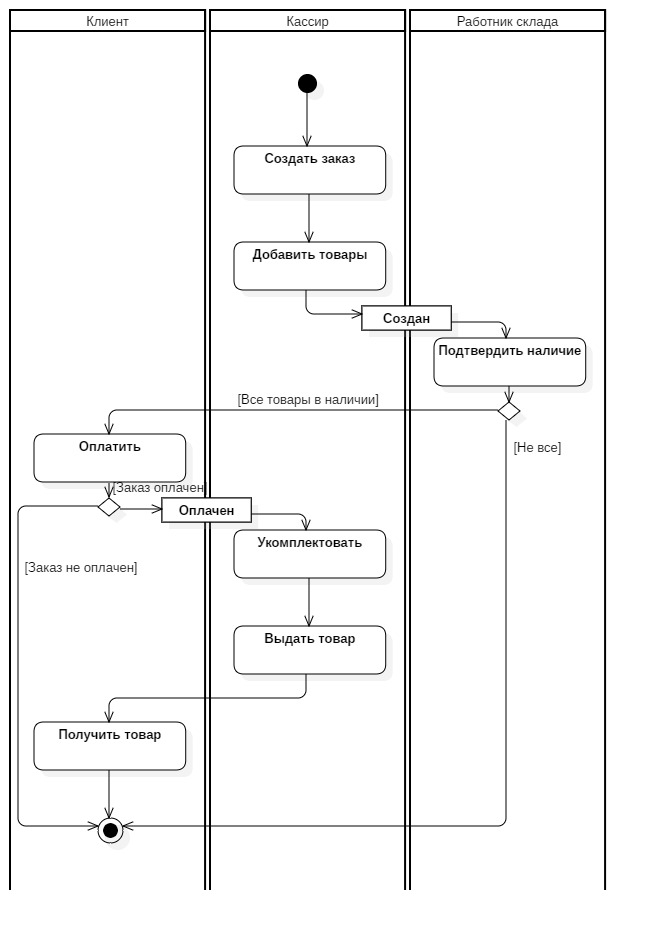 Клиент
Кассир
Работник склада
Создать заказ
Добавить товары
Создан
Подтвердить наличие
[Все товары в наличии]
[Не все]
Оплатить
[Заказ оплачен]
Оплачен
Укомплектовать
[Заказ не оплачен]
Выдать товар
Получить товар